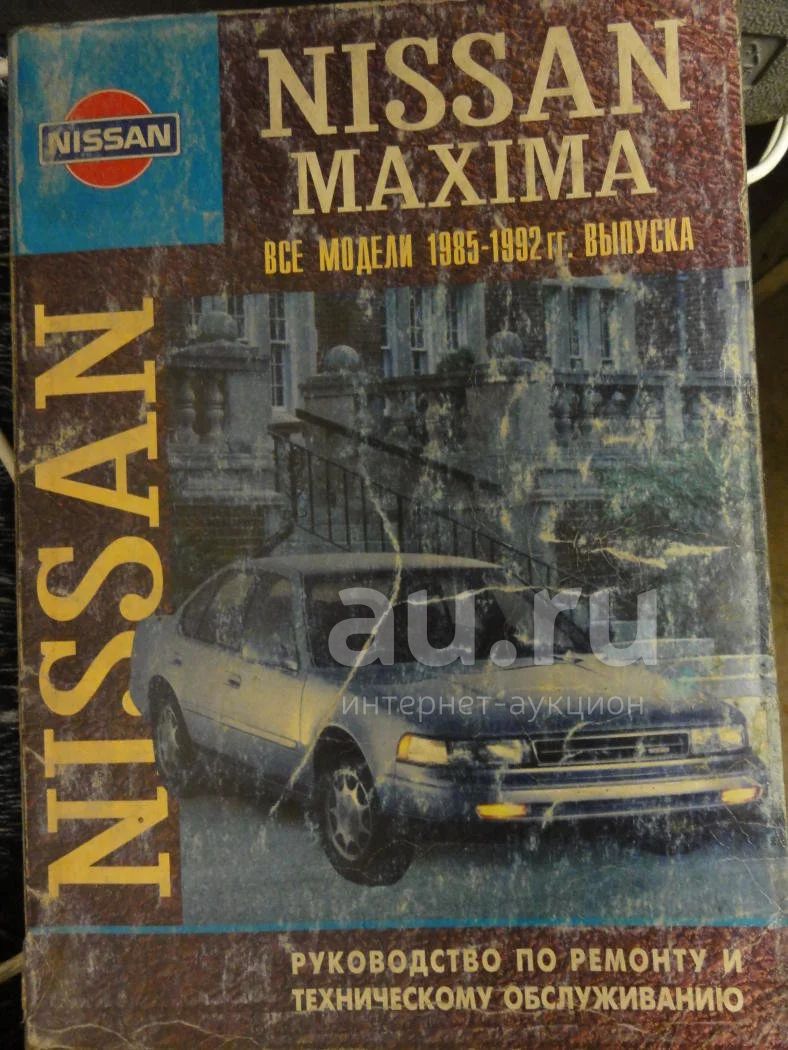 NISSAN
NISSAN
MAXIMA
ВСЕ МОДЕЛИ 1985-1992 гг. ВЫПУСКА
NISSAN
au.ru
интернет-аукцион
РУКОВОДСТВО ПО РЕМОНТУ И
ТЕХНИЧЕСКОМУ ОБСЛУЖИВАНИЮ